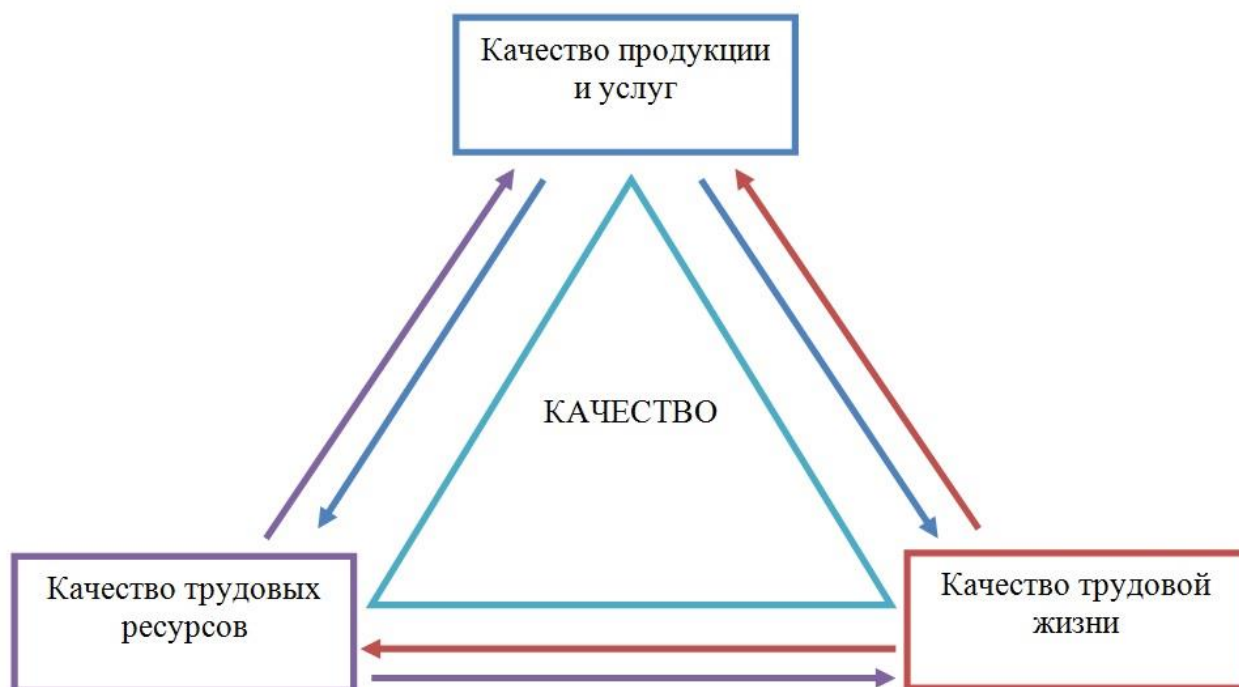 Качество продукции
и услуг
КАЧЕСТВО
Качество трудовых
ресурсов
Качество трудовой
жизни